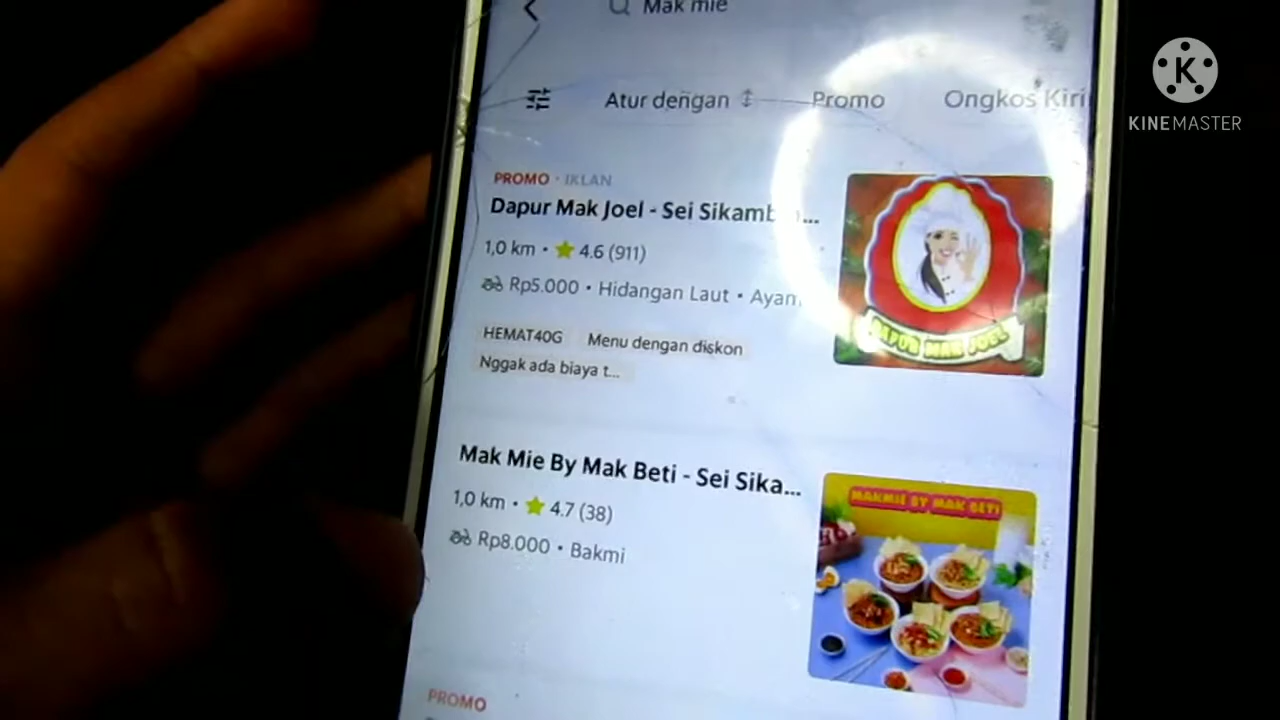 Mak mie
Atur dengan Promo Ongkos Kiri
PROMO · IKLAN
Dapur Mak Joel - Sei Sikamb...
1,0 km • 4.6 (911)
Rp5.000 • Hidangan Laut • Ayam,
HEMAT40G Menu dengan diskon
Nggak ada biaya t...
DAPUR MAK JOEL
Mak Mie By Mak Beti - Sei Sika...
1,0 km • 4.7 (38)
Rp8.000 • Bakmi
MAKMIE BY MAK BETI
PROMO
K
KINEMASTER